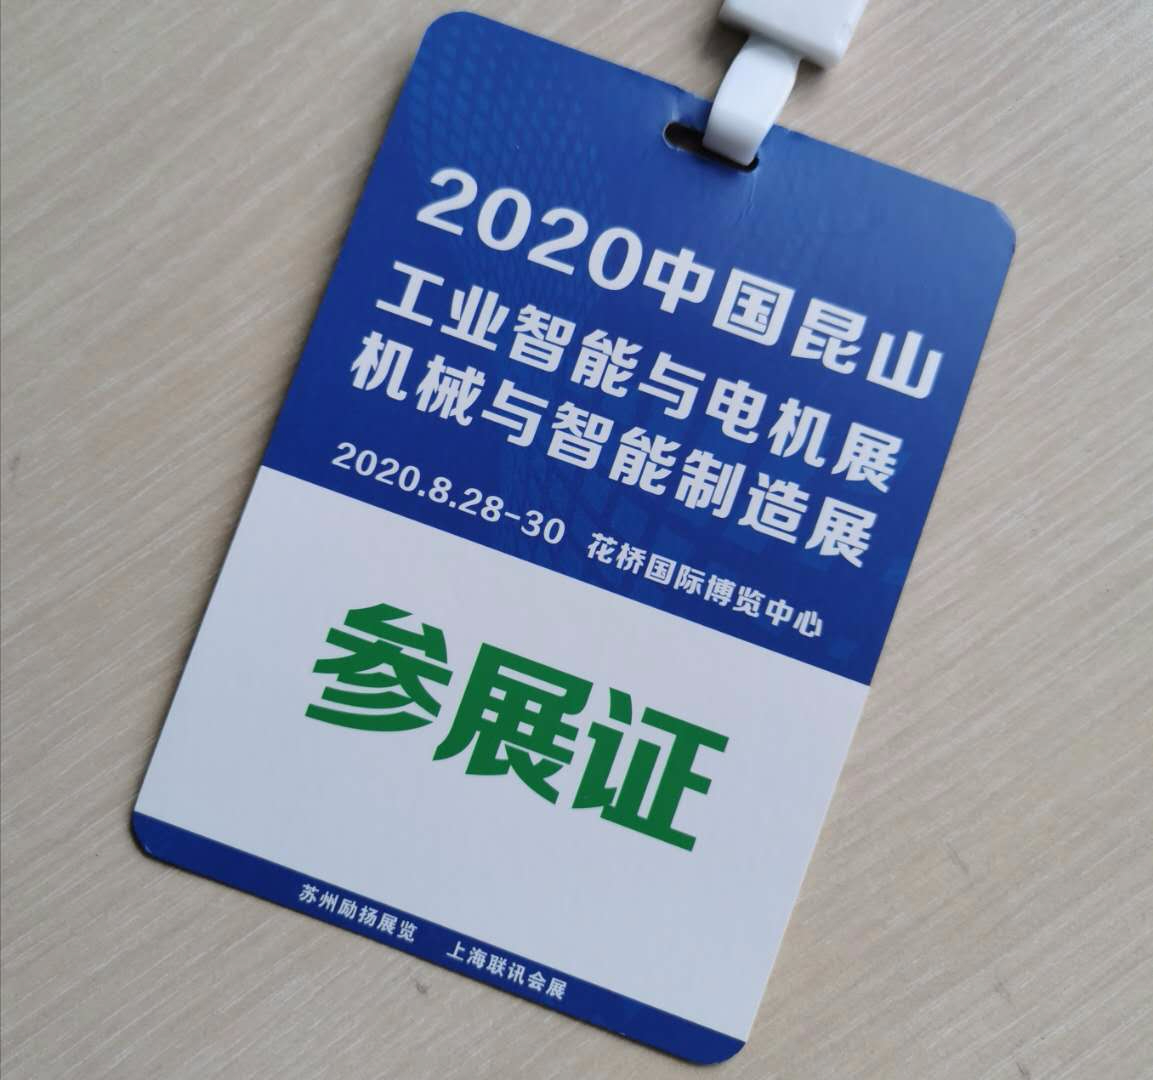 2020中国昆山
工业智能与电机展
机械与智能制造展
2020.8.28-30 花桥国际博览中心
参展证
苏州励扬展览 上海联讯会展